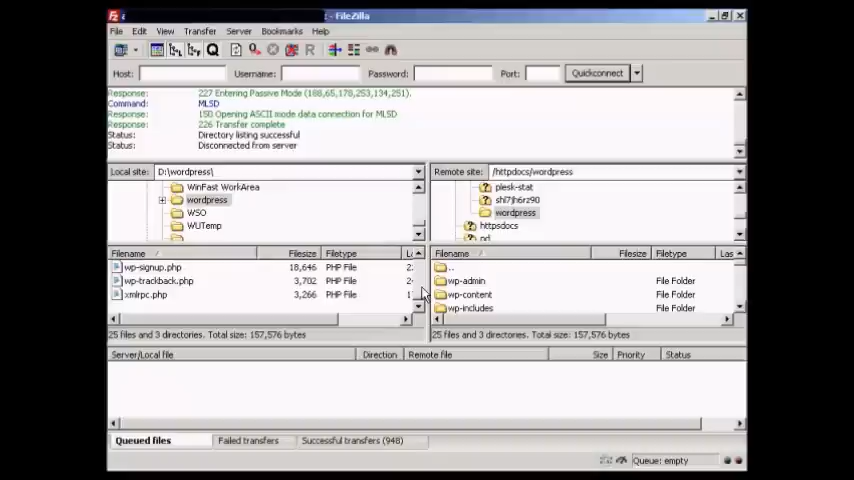 - FileZilla
File Edit View Transfer Server Bookmarks Help
Host: Username: Password: Port: Quickconnect
Response: 227 Entering Passive Mode (188,65,178,253,134,251).
Command: MLSD
Response: 150 Opening ASCII mode data connection for MLSD
Response: 226 Transfer complete
Status: Directory listing successful
Status: Disconnected from server
Local site: D:\wordpress\
Remote site: /httpdocs/wordpress
WinFast WorkArea
wordpress
WSO
WUTemp
plesk-stat
shi7jh6rz90
wordpress
httpsdocs
pd
Filename Filesize Filetype
wp-signup.php 18,646 PHP File
wp-trackback.php 3,702 PHP File
xmlrpc.php 3,266 PHP File
25 files and 3 directories. Total size: 157,576 bytes
Filename Filesize Filetype
..
wp-admin File Folder
wp-content File Folder
wp-includes File Folder
25 files and 3 directories. Total size: 157,576 bytes
Server/Local file Direction Remote file Size Priority Status
Queued files Failed transfers Successful transfers (948)
Queue: empty